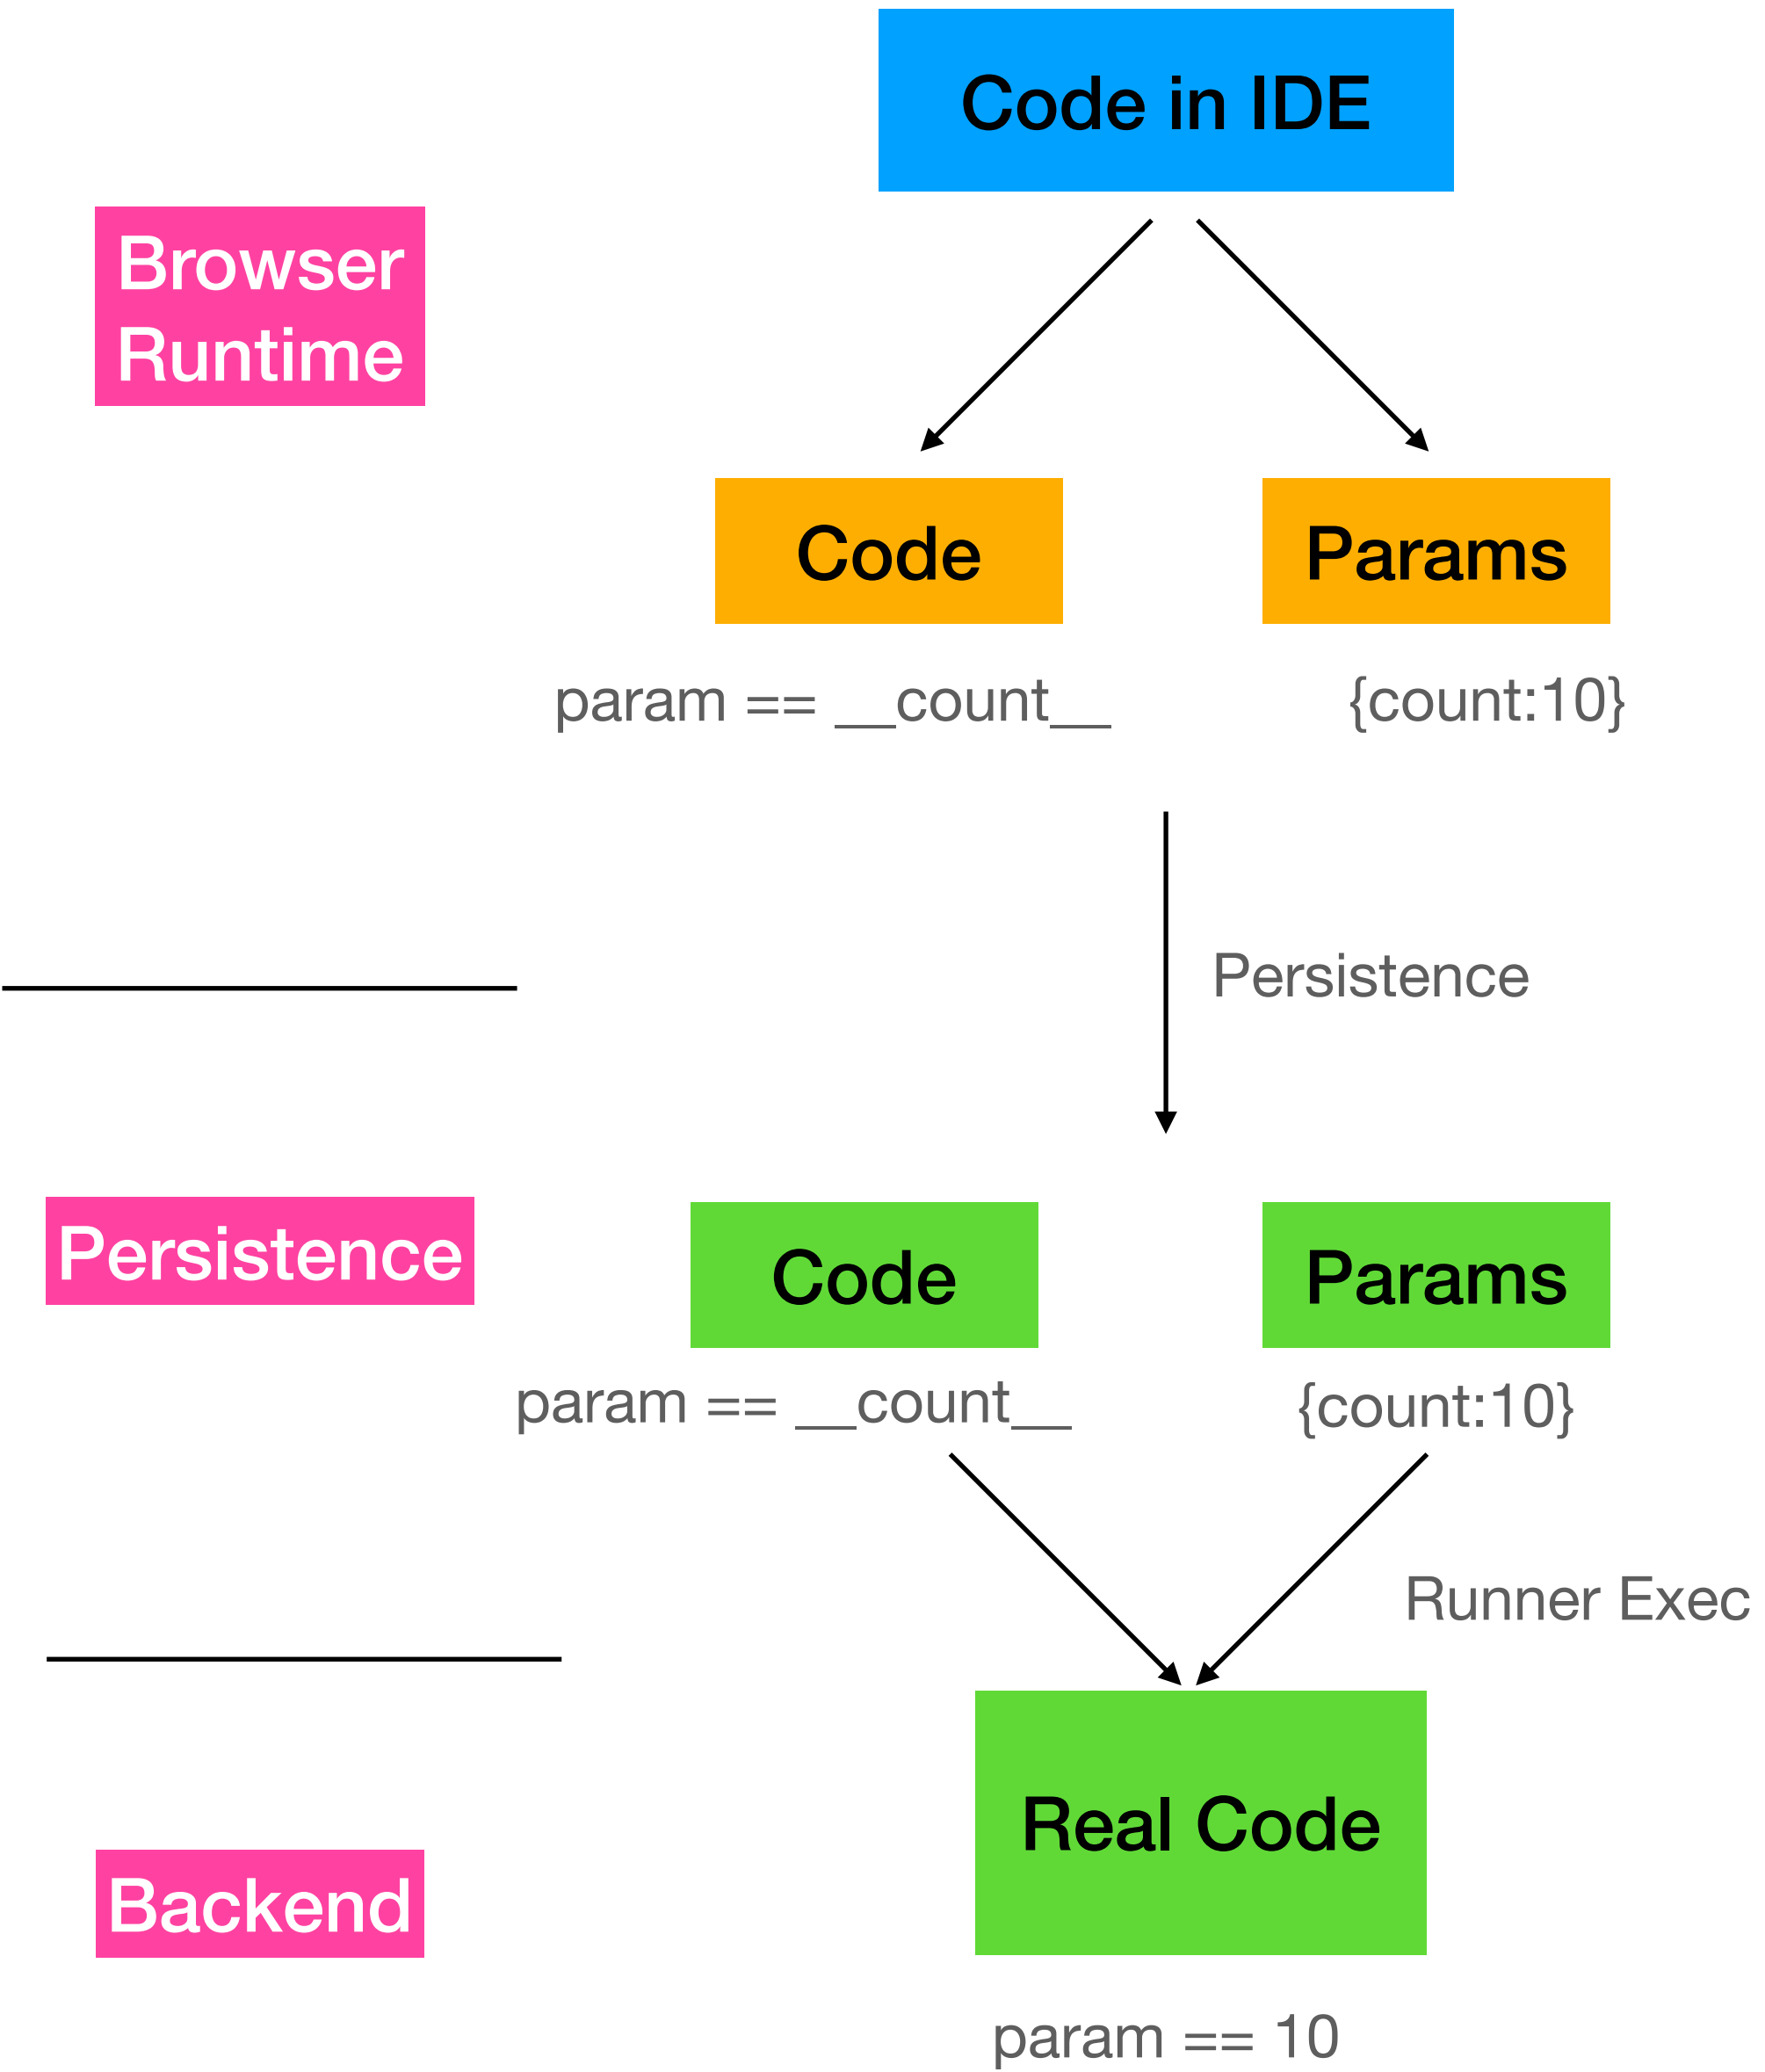 Code in IDE
Browser
Runtime
Code
Params
param == __count__
{count:10}
Persistence
Persistence
Code
Params
param == __count__
{count:10}
Runner Exec
Real Code
Backend
param == 10